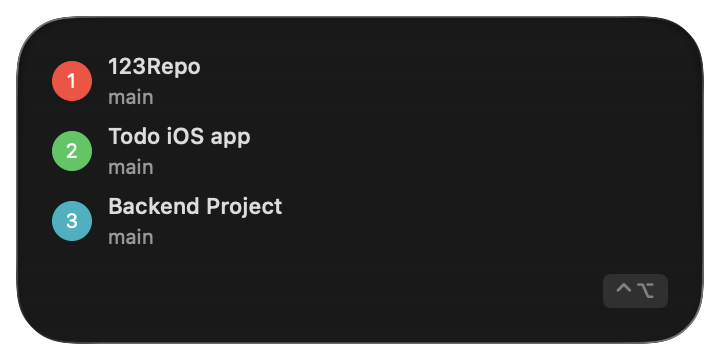 1 123Repo
main
2 Todo iOS app
main
3 Backend Project
main
⌃⌥